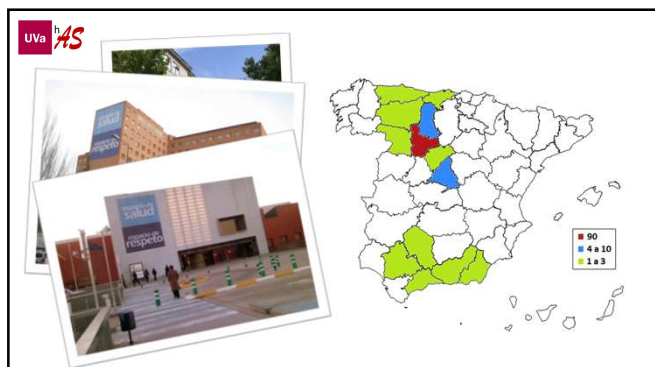 UVa
hAS
espacio de
salud
espacio de
respeto
espacio de
salud
espacio de
respeto
90
4 a 10
1 a 3